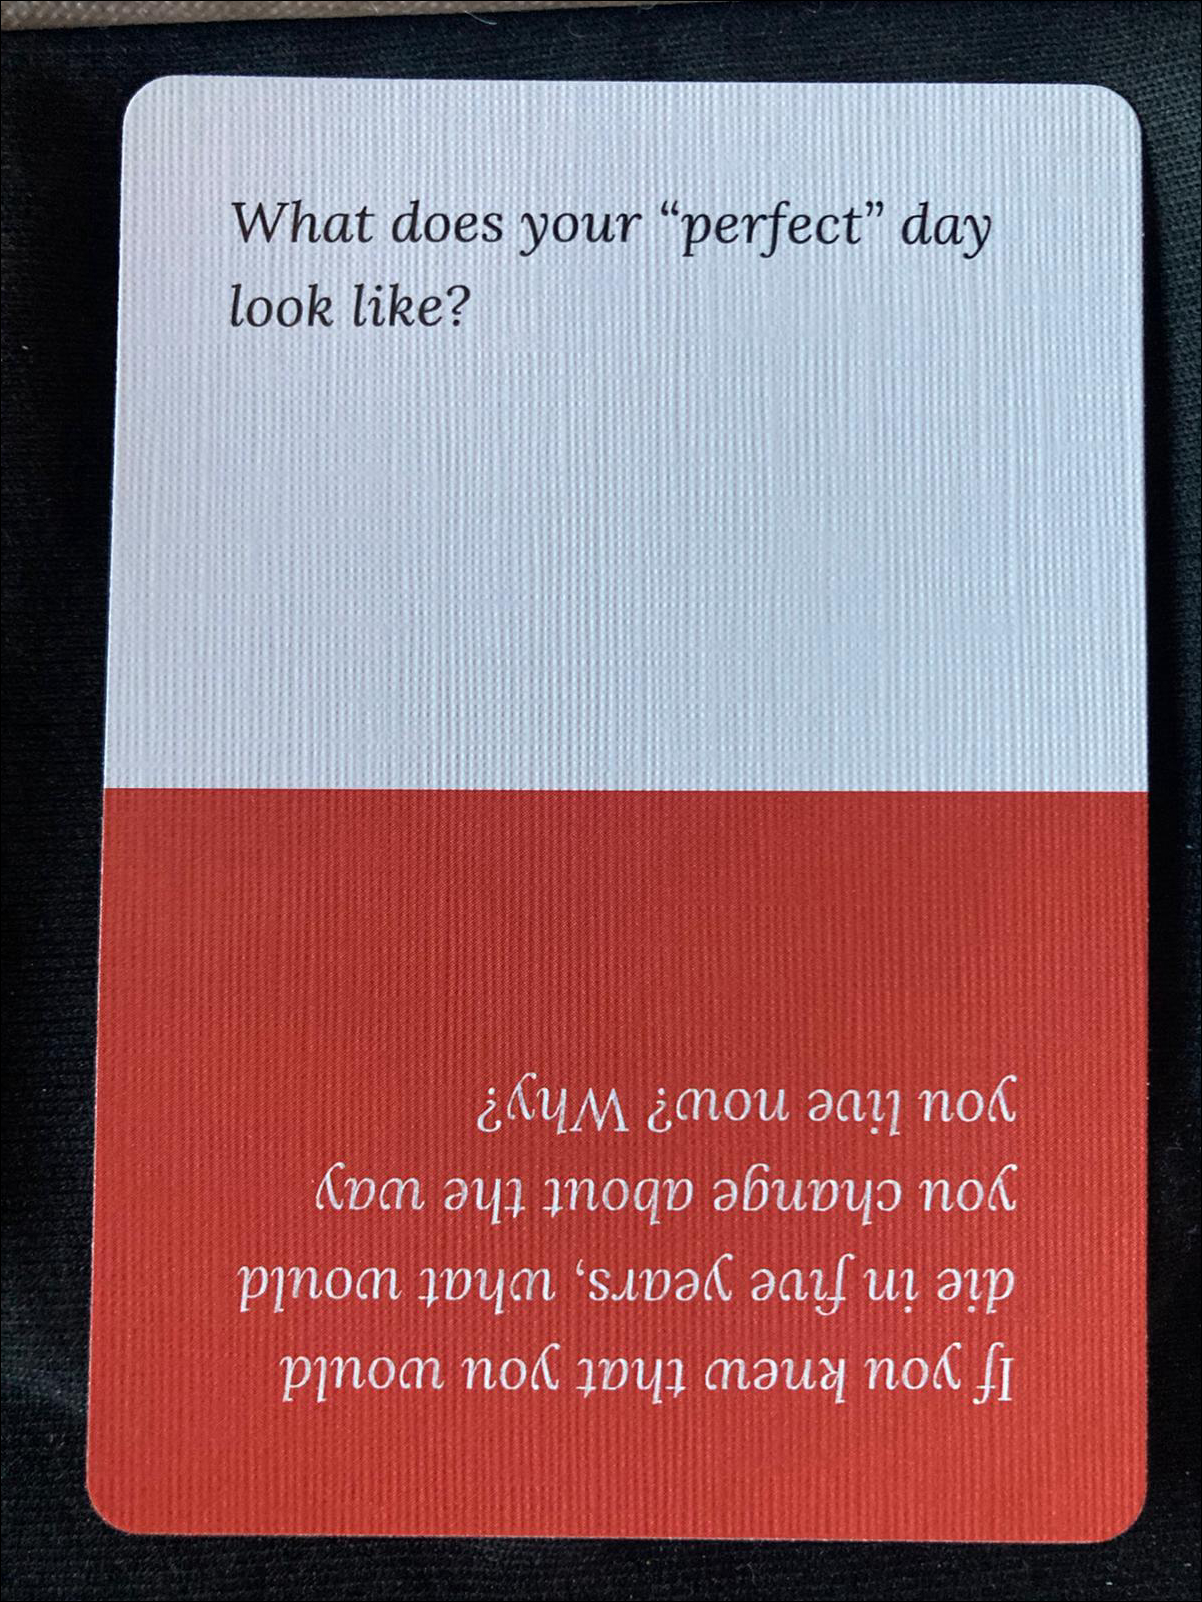 What does your “perfect” day
look like?
If you knew that you would
die in five years, what would
you change about the way
you live now? Why?